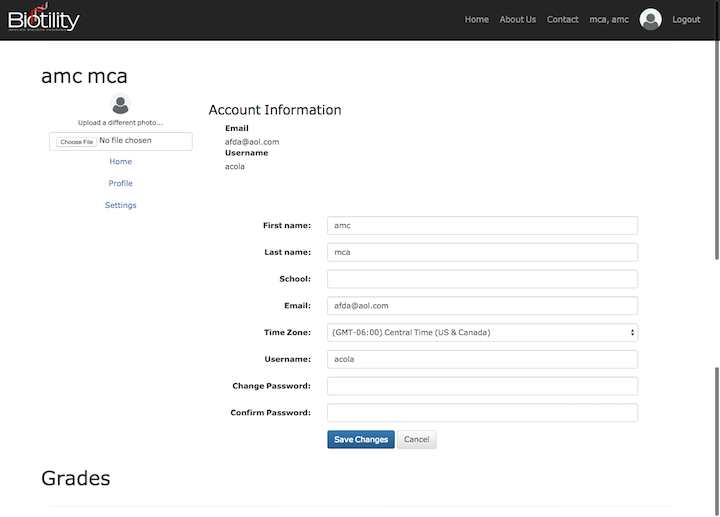 Biotility
Home About Us Contact mca, amc Logout
amc mca
Upload a different photo...
Choose File No file chosen
Home
Profile
Settings
Account Information
Email
afda@aol.com
Username
acola
First name: amc
Last name: mca
School:
Email: afda@aol.com
Time Zone: (GMT-06:00) Central Time (US & Canada)
Username: acola
Change Password:
Confirm Password:
Save Changes Cancel
Grades